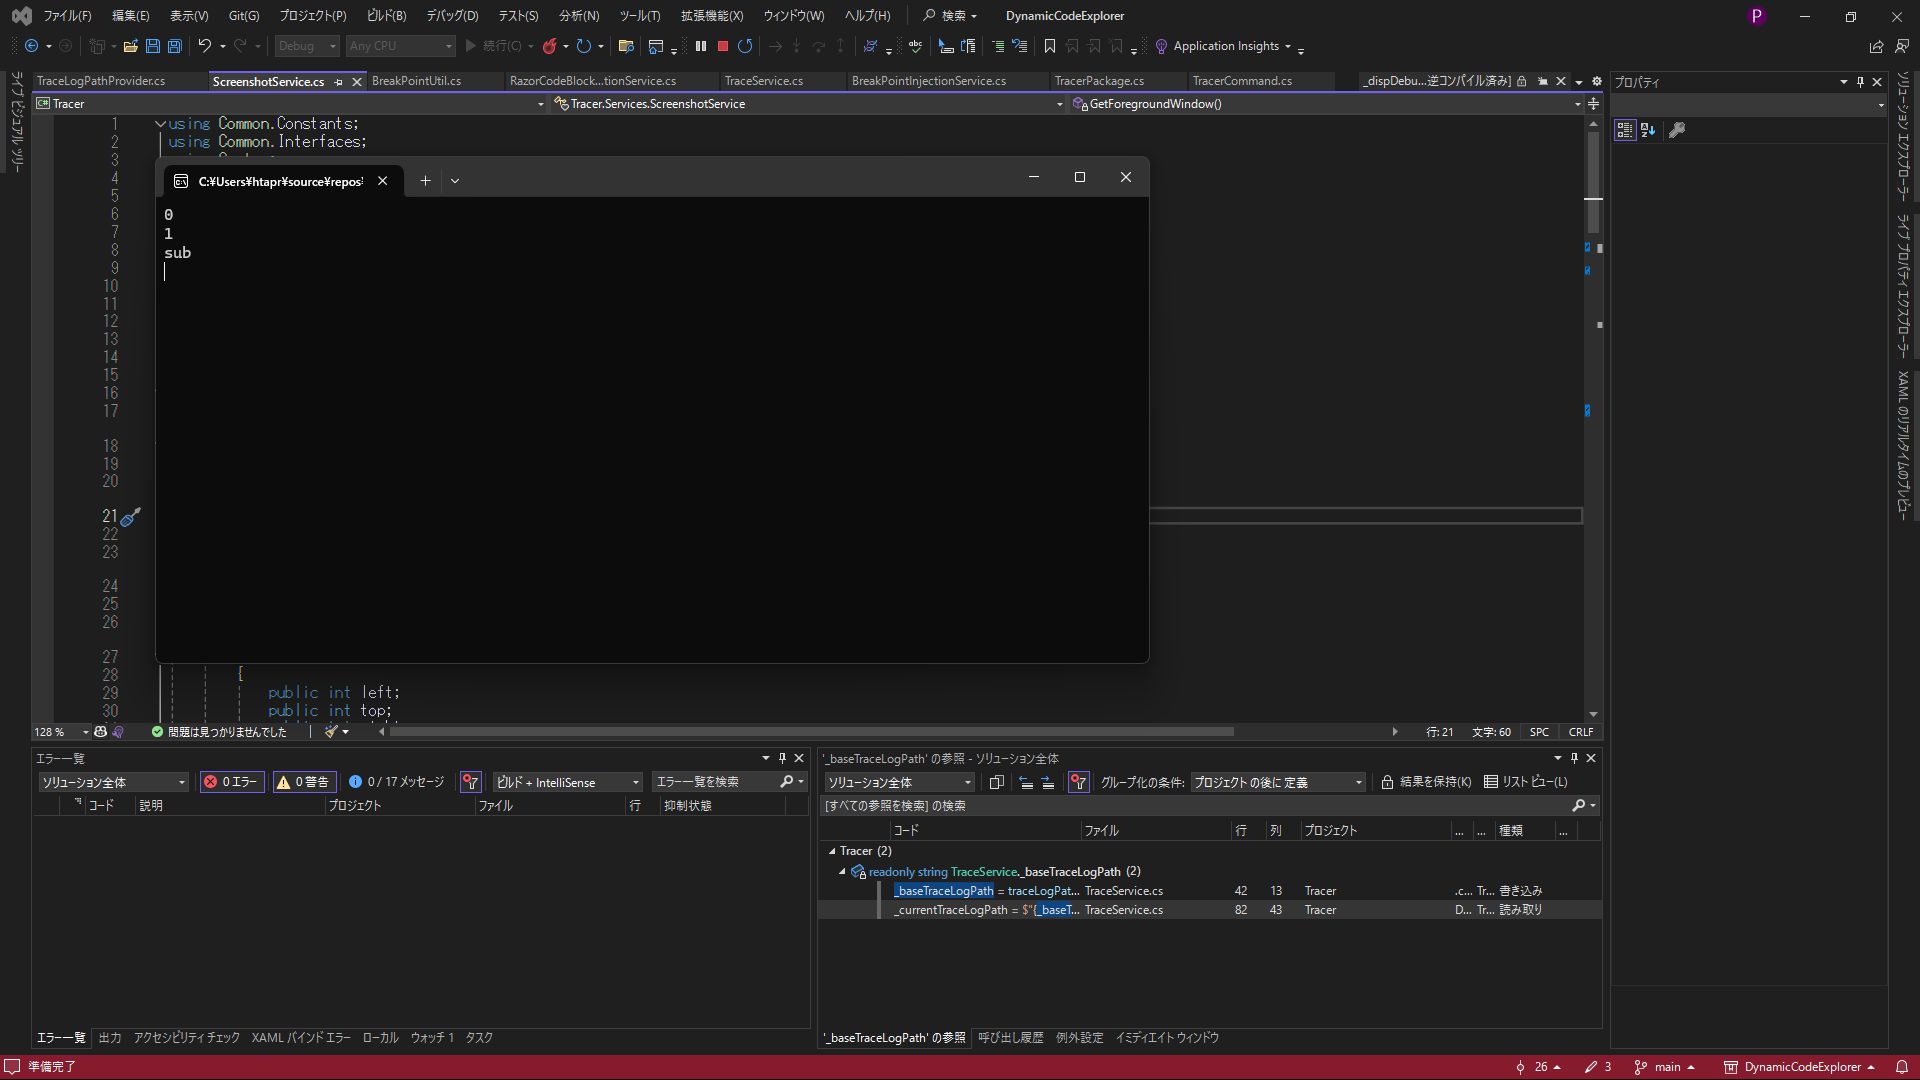 ファイル(F) 編集(E) 表示(V) Git(G) プロジェクト(P) ビルド(B) デバッグ(D) テスト(S) 分析(N) ツール(T) 拡張機能(X) ウィンドウ(W) ヘルプ(H) 検索 DynamicCodeExplorer P
Debug Any CPU 続行(C) Application Insights
TraceLogPathProvider.cs ScreenshotService.cs BreakPointUtil.cs RazorCodeBlock...tionService.cs TraceService.cs BreakPointInjectionService.cs TracerPackage.cs TracerCommand.cs _dispDebu...逆コンパイル済み]
Tracer Tracer.Services.ScreenshotService GetForegroundWindow()
ライブ ビジュアル ツリー
1 using Common.Constants;
2 using Common.Interfaces;
3
C:¥Users¥htapr¥source¥repos¥
0
1
sub
4
5
6
7
8
9
10
11
12
13
14
15
16
17
18
19
20
21
22
23
24
25
26
27
28 {
29 public int left;
30 public int top;
128 % 問題は見つかりませんでした 行: 21 文字: 60 SPC CRLF
プロパティ
ソリューション エクスプローラー
ライブ プロパティ エクスプローラー
XAML のリアルタイムのプレビュー
エラー一覧
ソリューション全体 0 エラー 0 警告 0 / 17 メッセージ ビルド + IntelliSense エラー一覧を検索
コード 説明 プロジェクト ファイル 行 抑制状態
エラー一覧 出力 アクセシビリティ チェック XAML バインド エラー ローカル ウォッチ 1 タスク
'_baseTraceLogPath' の参照 - ソリューション全体
ソリューション全体 グループ化の条件: プロジェクト の後に 定義 結果を保持(K) リスト ビュー(L)
[すべての参照を検索] の検索
コード ファイル 行 列 プロジェクト ... ... 種類 ...
Tracer (2)
readonly string TraceService._baseTraceLogPath (2)
_baseTraceLogPath = traceLogPat... TraceService.cs 42 13 Tracer .c... Tr... 書き込み
_currentTraceLogPath = $"{_baseT... TraceService.cs 82 43 Tracer D... Tr... 読み取り
'_baseTraceLogPath' の参照 呼び出し履歴 例外設定 イミディエイト ウィンドウ
準備完了 26 3 main DynamicCodeExplorer